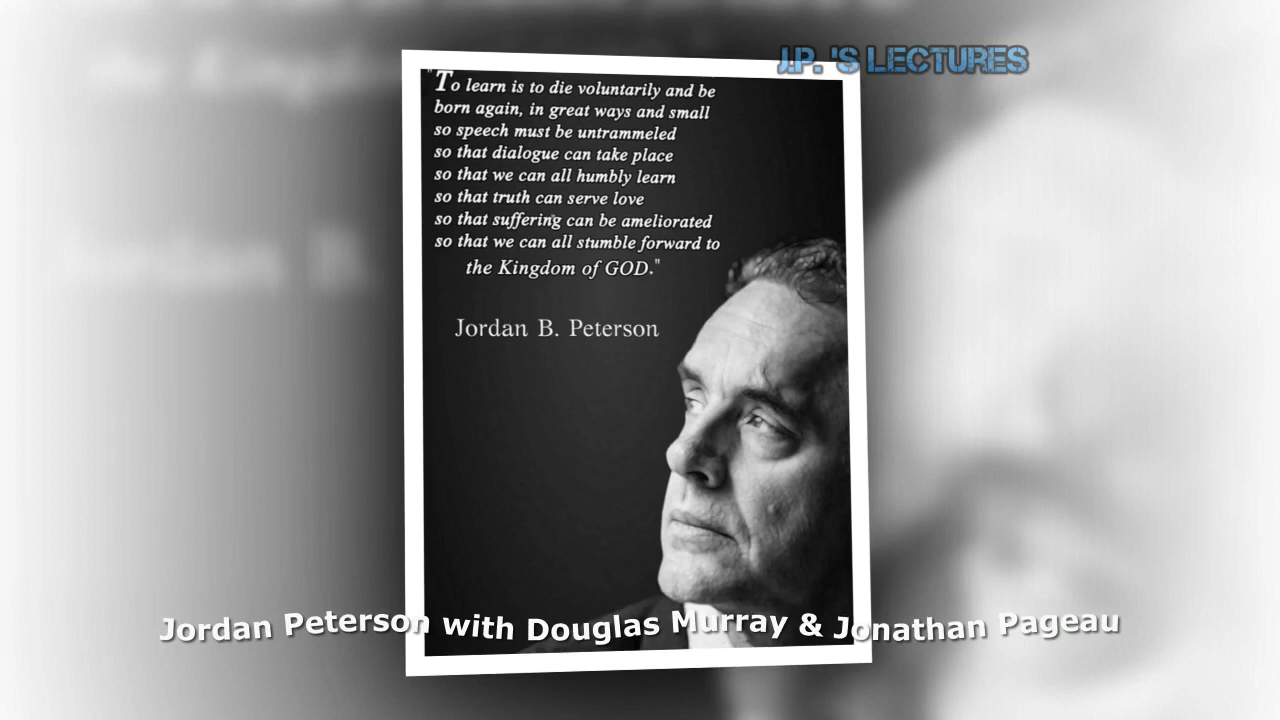 J.P. 'S LECTURES
"To learn is to die voluntarily and be
born again, in great ways and small
so speech must be untrammeled
so that dialogue can take place
so that we can all humbly learn
so that truth can serve love
so that suffering can be ameliorated
so that we can all stumble forward to
the Kingdom of GOD."
Jordan B. Peterson
Jordan Peterson with Douglas Murray & Jonathan Pageau